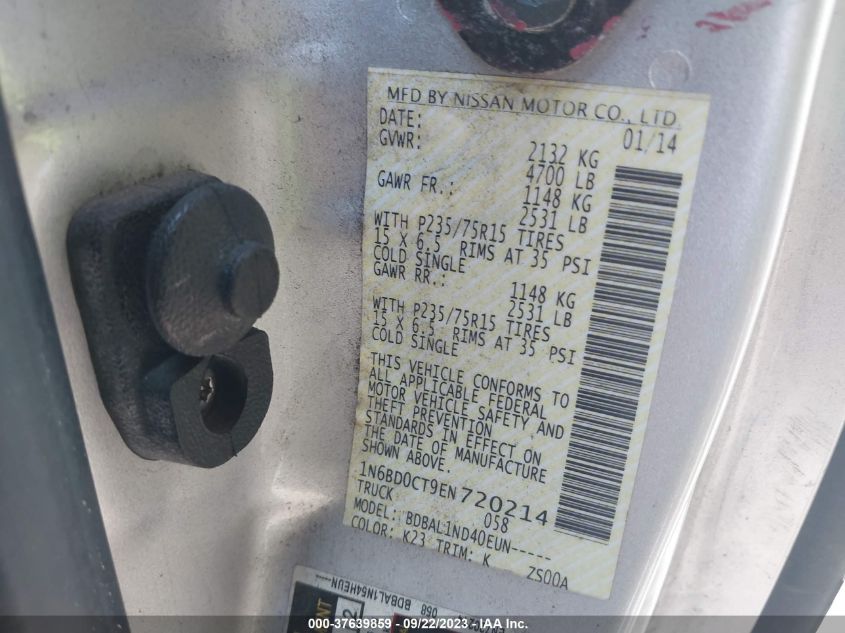 MFD BY NISSAN MOTOR CO., LTD.
DATE: 01/14
GVWR: 2132 KG
4700 LB
GAWR FR.: 1148 KG
2531 LB
WITH P235/75R15 TIRES
15 X 6.5 RIMS AT 35 PSI
COLD SINGLE
GAWR RR.: 1148 KG
2531 LB
WITH P235/75R15 TIRES
15 X 6.5 RIMS AT 35 PSI
COLD SINGLE
THIS VEHICLE CONFORMS TO
ALL APPLICABLE FEDERAL
MOTOR VEHICLE SAFETY AND
THEFT PREVENTION
STANDARDS IN EFFECT ON
THE DATE OF MANUFACTURE
SHOWN ABOVE.
1N6BD0CT9EN720214
TRUCK 058
MODEL: BDBAL1ND40EUN-----
COLOR: K23 TRIM: K ZS00A
058 BDBAL1N64HEUN
000-37639859 - 09/22/2023 - IAAI.COM